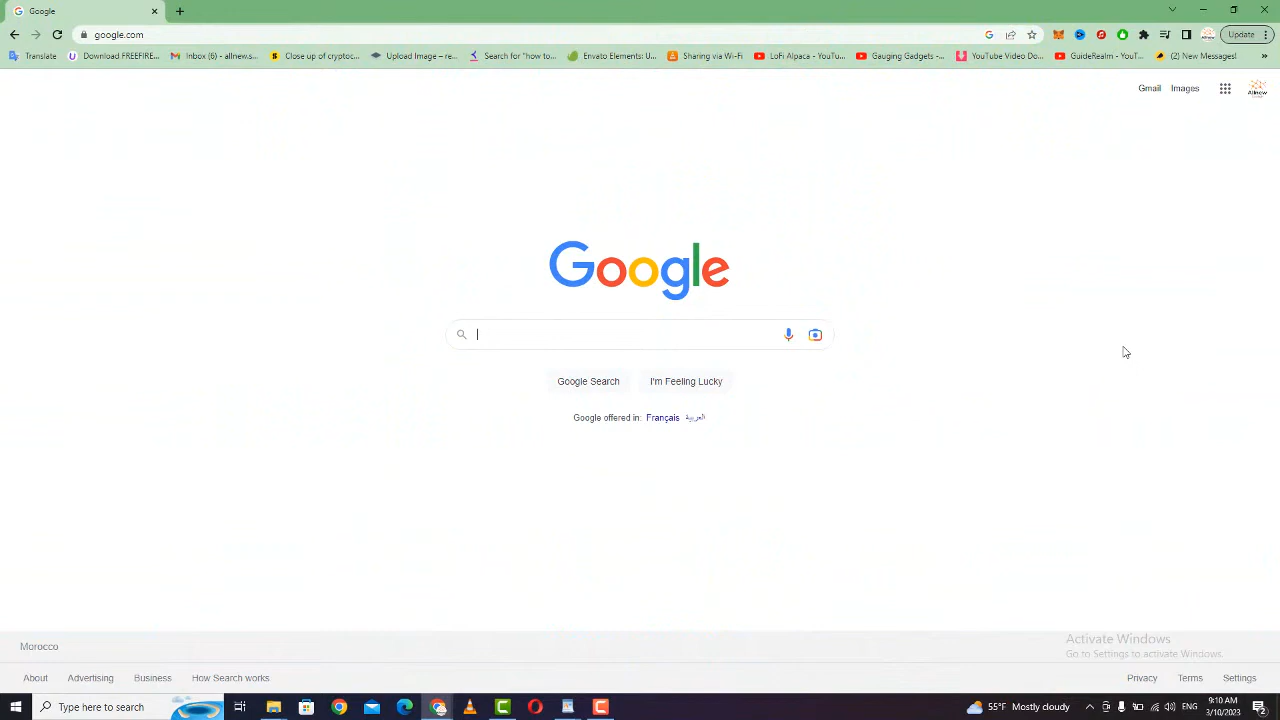 Google
google.com
Update
Translate
Download FREEFIRE..
Inbox (6) - allnew.s...
Close up of cryptoc...
Upload Image – re...
Search for "how to...
Envato Elements: U...
Sharing via Wi-Fi
LoFi Alpaca - YouTu...
Gauging Gadgets -...
YouTube Video Do...
GuideRealm - YouT...
(2) New Messages!
»
Gmail Images
Allnew
Google
Google Search I'm Feeling Lucky
Google offered in: Français العربية
Morocco
Activate Windows
Go to Settings to activate Windows.
About Advertising Business How Search works
Privacy Terms Settings
Type here to search
55°F Mostly cloudy
9:10 AM
3/10/2023
2